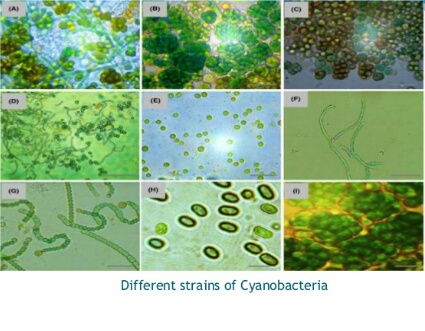 (A)
(B)
(C)
(D)
(E)
(F)
(G)
(H)
(I)
Different strains of Cyanobacteria